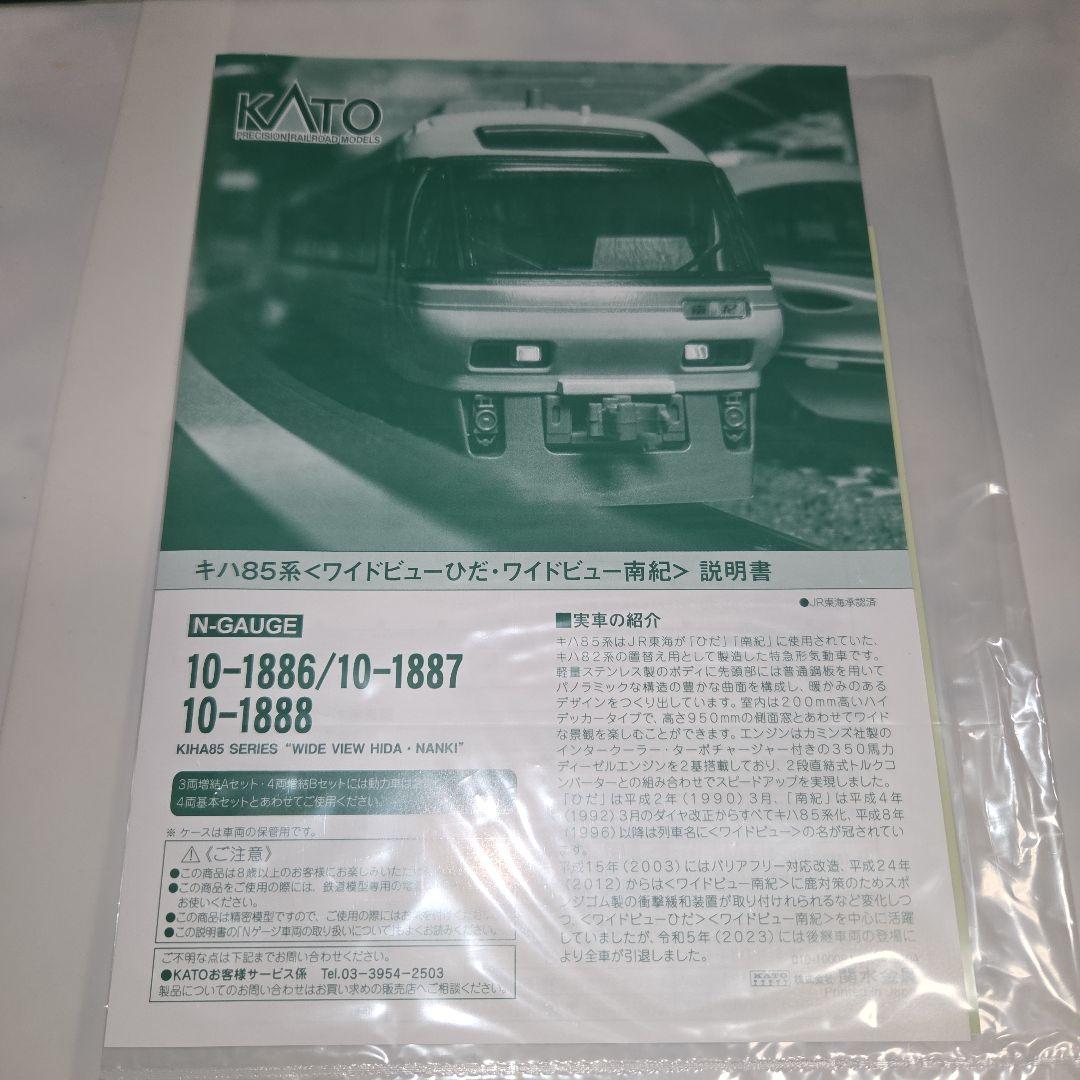 KATO
PRECISION RAILROAD MODELS
南紀
キハ85系<ワイドビューひだ・ワイドビュー南紀> 説明書
●JR東海承認済
N-GAUGE
10-1886/10-1887
10-1888
KIHA85 SERIES "WIDE VIEW HIDA・NANKI"
3両増結Aセット・4両増結Bセットには動力車は
4両基本セットとあわせてご使用ください。
※ ケースは車両の保管用です。
⚠《ご注意》
●この商品は8歳以上のお客様にお楽しみいただけ
●この商品をご使用の際には、鉄道模型専用の電
お使いください。
●この商品は精密模型ですので、ご使用の際には
●この説明書の「Nゲージ車両の取り扱いについて」もよくお読みください。
ご不明な点は下記までお問い合わせください。
●KATOお客様サービス係 Tel.03-3954-2503
製品についてのお問い合わせはお買い求めの販売店へご相談ください。
■実車の紹介
キハ85系はJR東海が「ひだ」「南紀」に使用されていた、
キハ82系の置替え用として製造した特急形気動車です。
軽量ステンレス製のボディに先頭部には普通鋼板を用いて
パノラミックな構造の豊かな曲面を構成し、暖かみのある
デザインをつくり出しています。室内は200mm高いハイ
デッカータイプで、高さ950mmの側面窓とあわせてワイド
な景観を楽しむことができます。エンジンはカミンズ社製の
インタークーラー・ターボチャージャー付きの350馬力
ディーゼルエンジンを2基搭載しており、2段直結式トルクコ
ンバーターとの組み合わせでスピードアップを実現しました。
「ひだ」は平成2年(1990)3月、「南紀」は平成4年
(1992)3月のダイヤ改正からすべてキハ85系化、平成8年
(1996)以降は列車名に<ワイドビュー>の名が冠されてい
す。
平成15年(2003)にはバリアフリー対応改造、平成24年
(2012)からは<ワイドビュー南紀>に鹿対策のためスポ
ンジゴム製の衝撃緩和装置が取り付けれられるなど変化しつ
つ、<ワイドビューひだ><ワイドビュー南紀>を中心に活躍
していましたが、令和5年(2023)には後継車両の登場に
より全車が引退しました。
KATO 株式会社 関水金属
Printed in